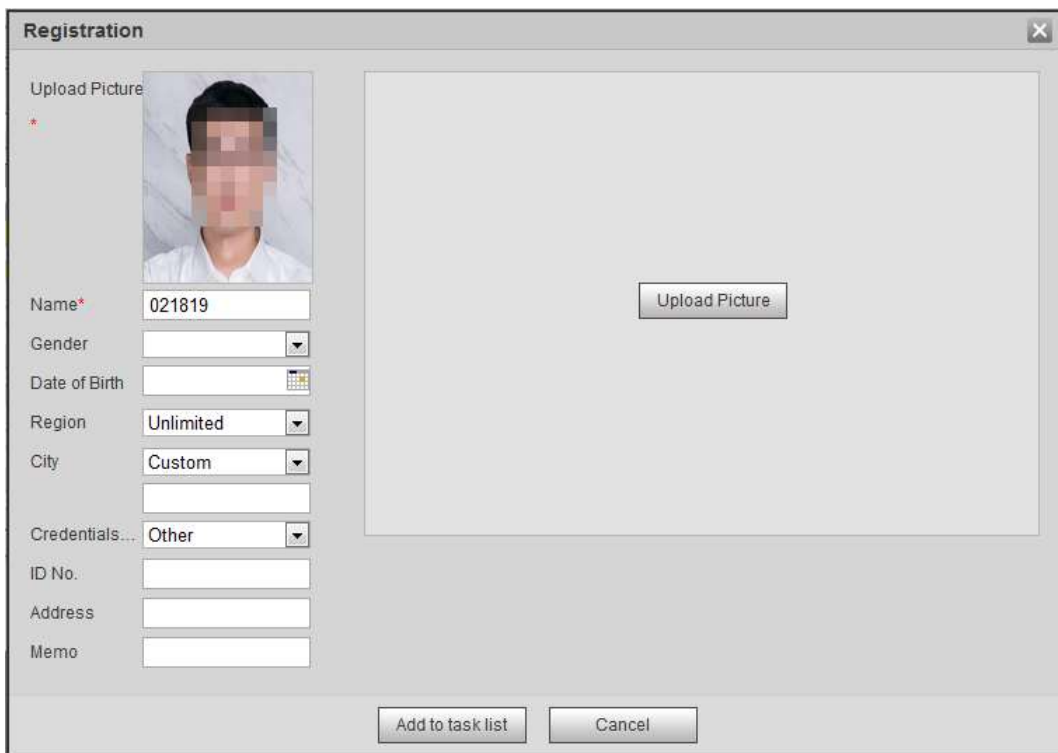 Registration
Upload Picture
*
Name* 021819
Gender
Date of Birth
Region Unlimited
City Custom
Credentials... Other
ID No.
Address
Memo
Upload Picture
Add to task list Cancel